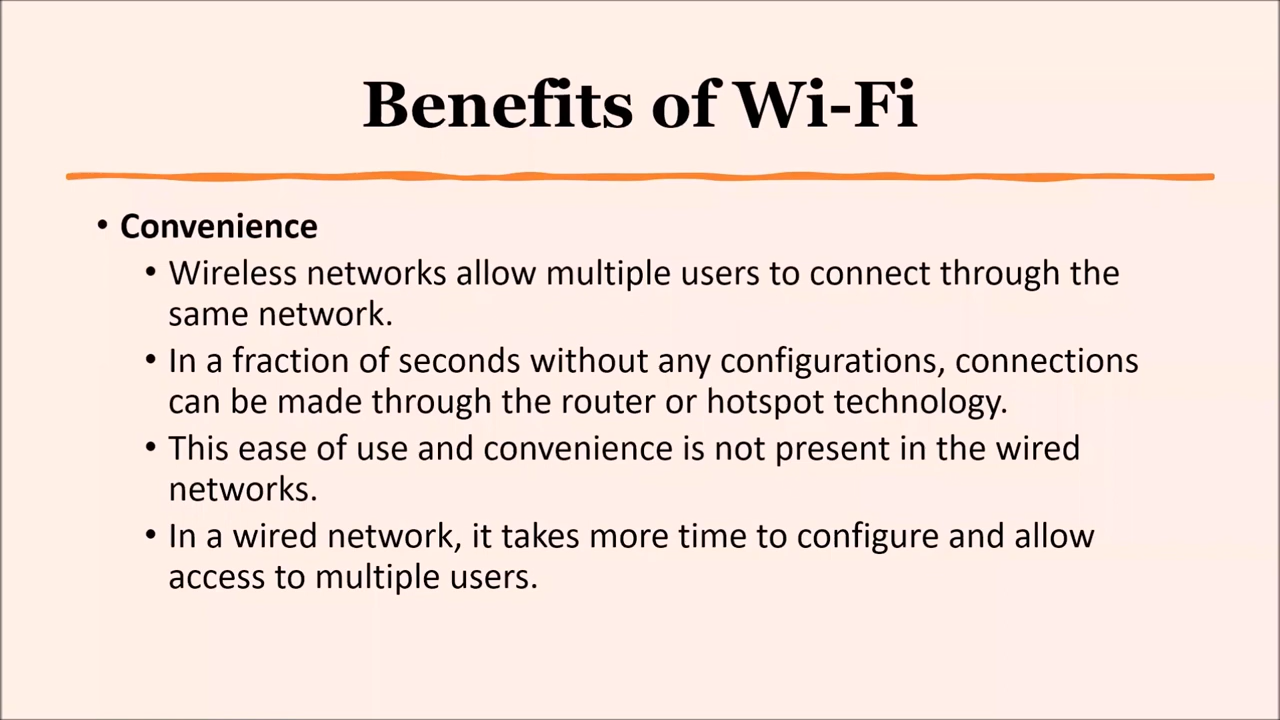 Benefits of Wi-Fi
• Convenience
• Wireless networks allow multiple users to connect through the
same network.
• In a fraction of seconds without any configurations, connections
can be made through the router or hotspot technology.
• This ease of use and convenience is not present in the wired
networks.
• In a wired network, it takes more time to configure and allow
access to multiple users.